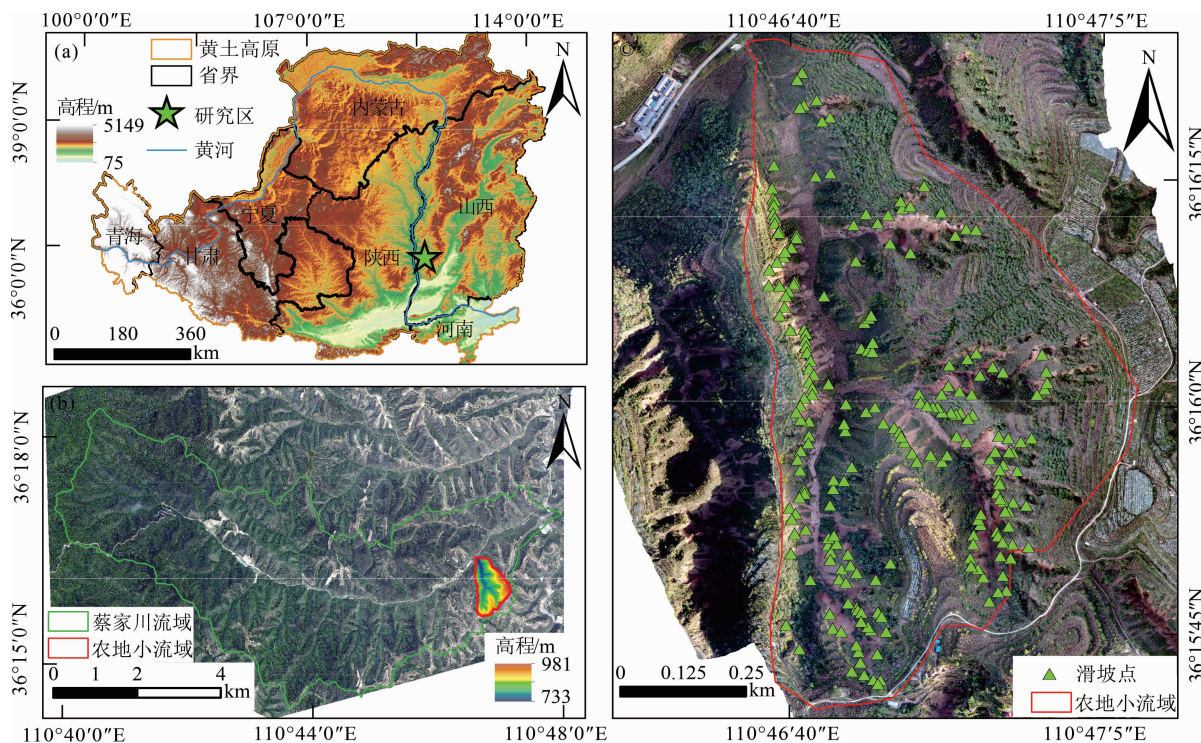 100°0′0″E
107°0′0″E
114°0′0″E
(a)
黄土高原
省界
研究区
黄河
高程/m
5149
75
N
内蒙古
宁夏
山西
青海
甘肃
陕西
河南
39°0′0″N
36°0′0″N
0 180 360
km
(b)
N
36°18′0″N
36°15′0″N
蔡家川流域
农地小流域
高程/m
981
733
0 2 4
km
110°40′0″E
110°44′0″E
110°48′0″E
110°46′40″E
110°47′5″E
N
36°16′15″N
36°16′0″N
36°15′45″N
0 0.125 0.25
km
滑坡点
农地小流域
110°46′40″E
110°47′5″E